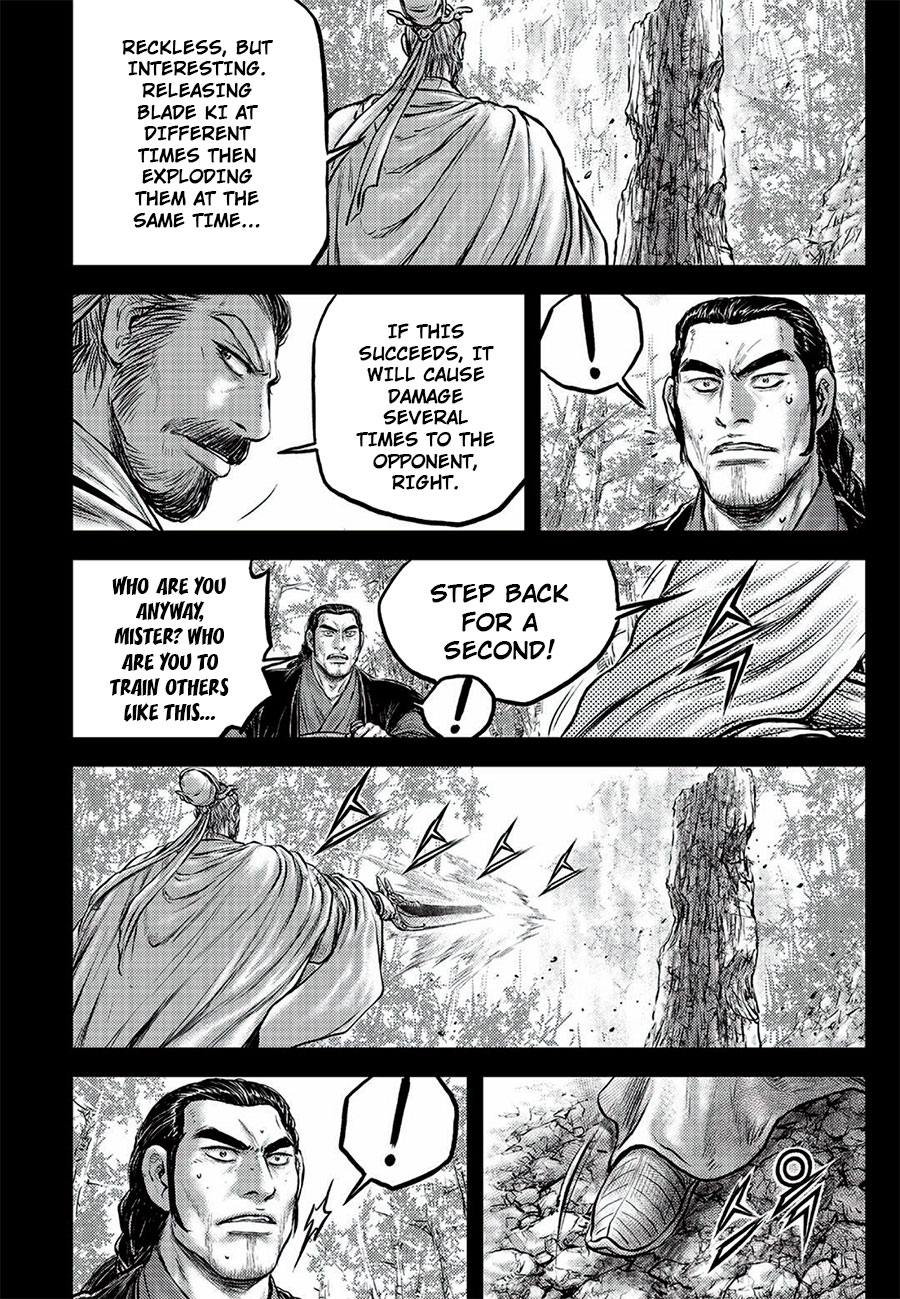 RECKLESS, BUT
INTERESTING.
RELEASING
BLADE KI AT
DIFFERENT
TIMES THEN
EXPLODING
THEM AT THE
SAME TIME...
IF THIS
SUCCEEDS, IT
WILL CAUSE
DAMAGE
SEVERAL
TIMES TO THE
OPPONENT,
RIGHT.
!
WHO ARE YOU
ANYWAY,
MISTER? WHO
ARE YOU TO
TRAIN OTHERS
LIKE THIS...
!
STEP BACK
FOR A
SECOND!
!